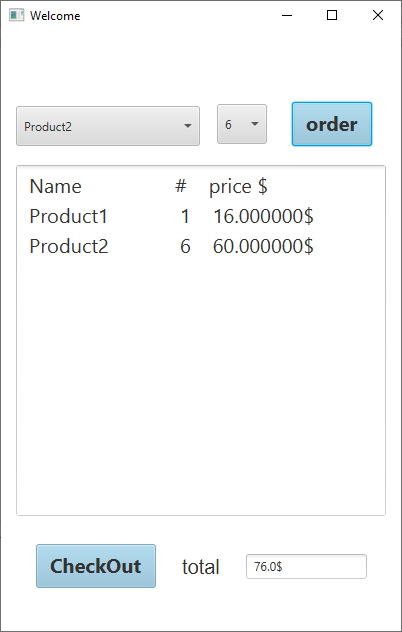 Welcome
Product2 6 order
Name # price $
Product1 1 16.000000$
Product2 6 60.000000$
CheckOut total 76.0$